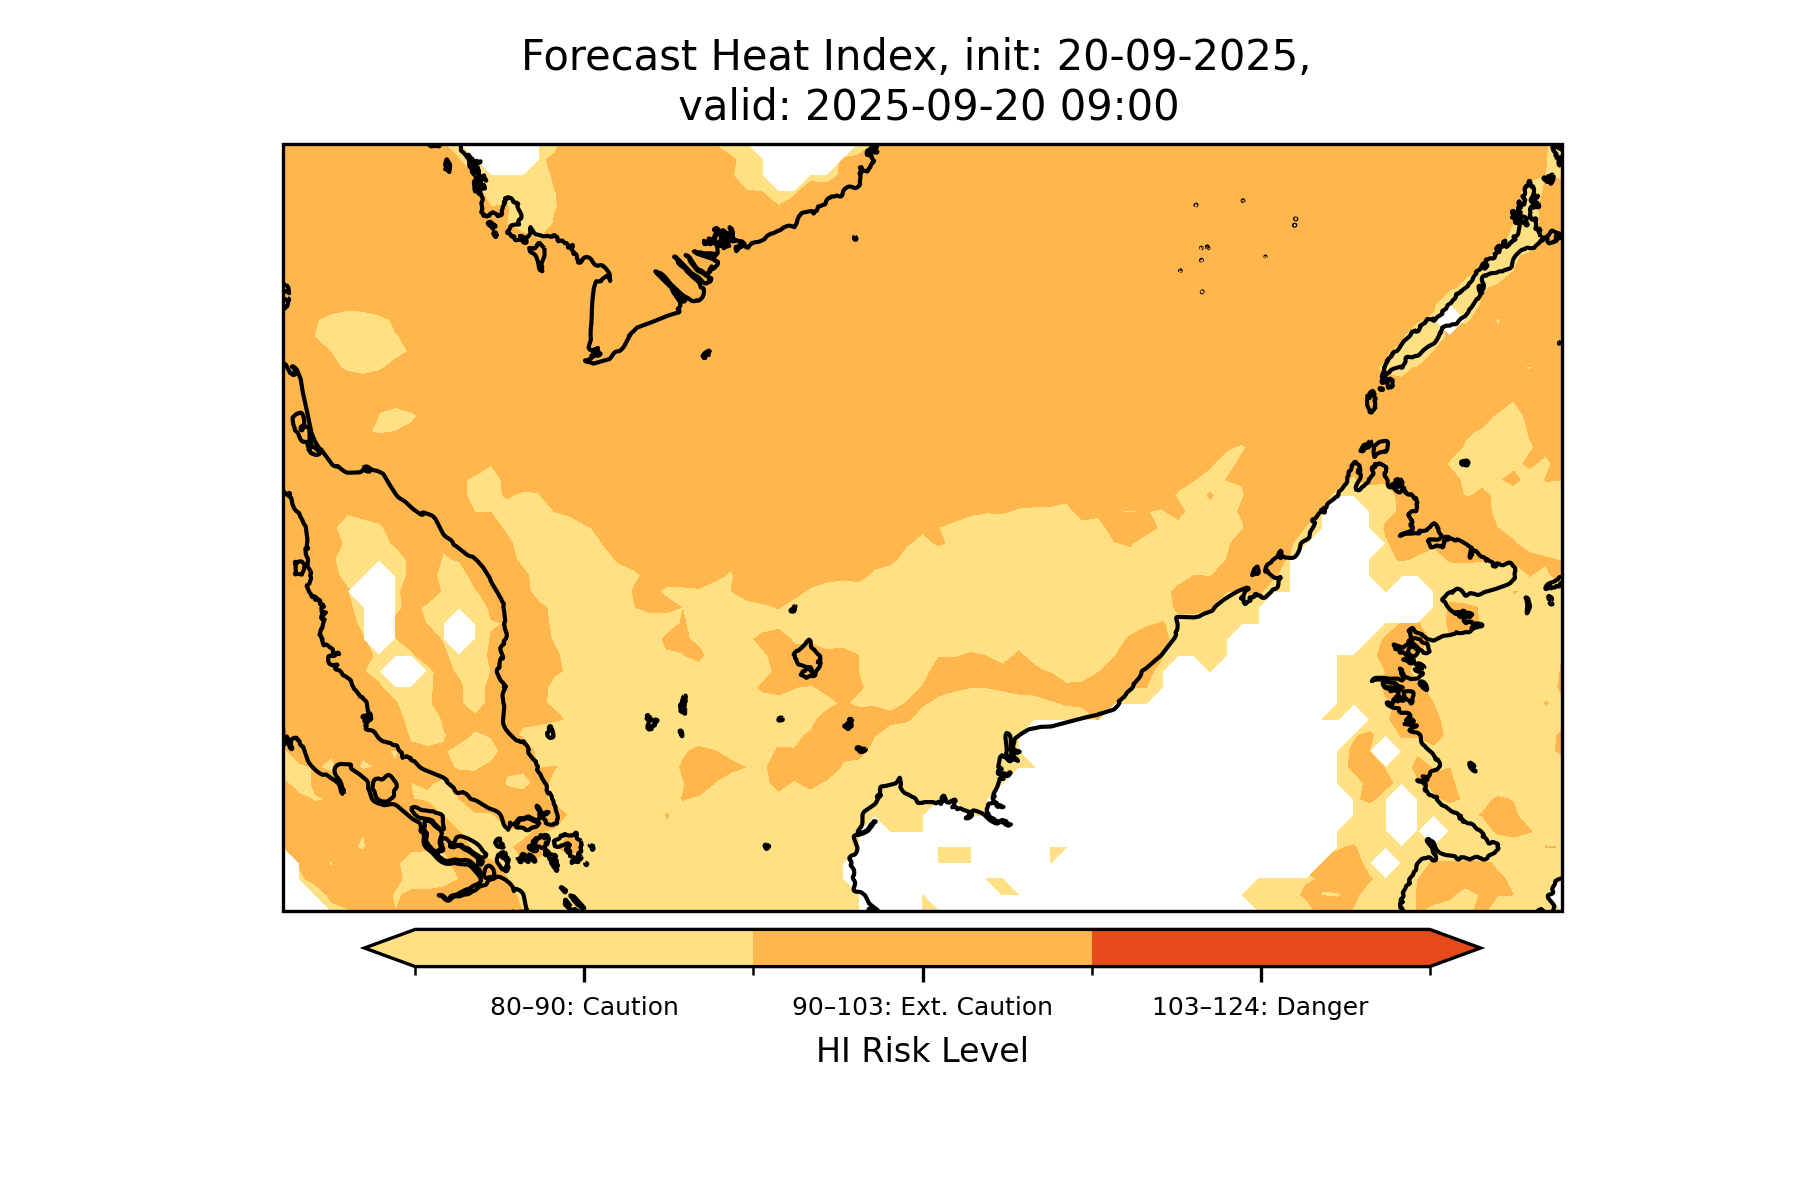 Forecast Heat Index, init: 20-09-2025,
valid: 2025-09-20 09:00
80–90: Caution
90–103: Ext. Caution
103–124: Danger
HI Risk Level